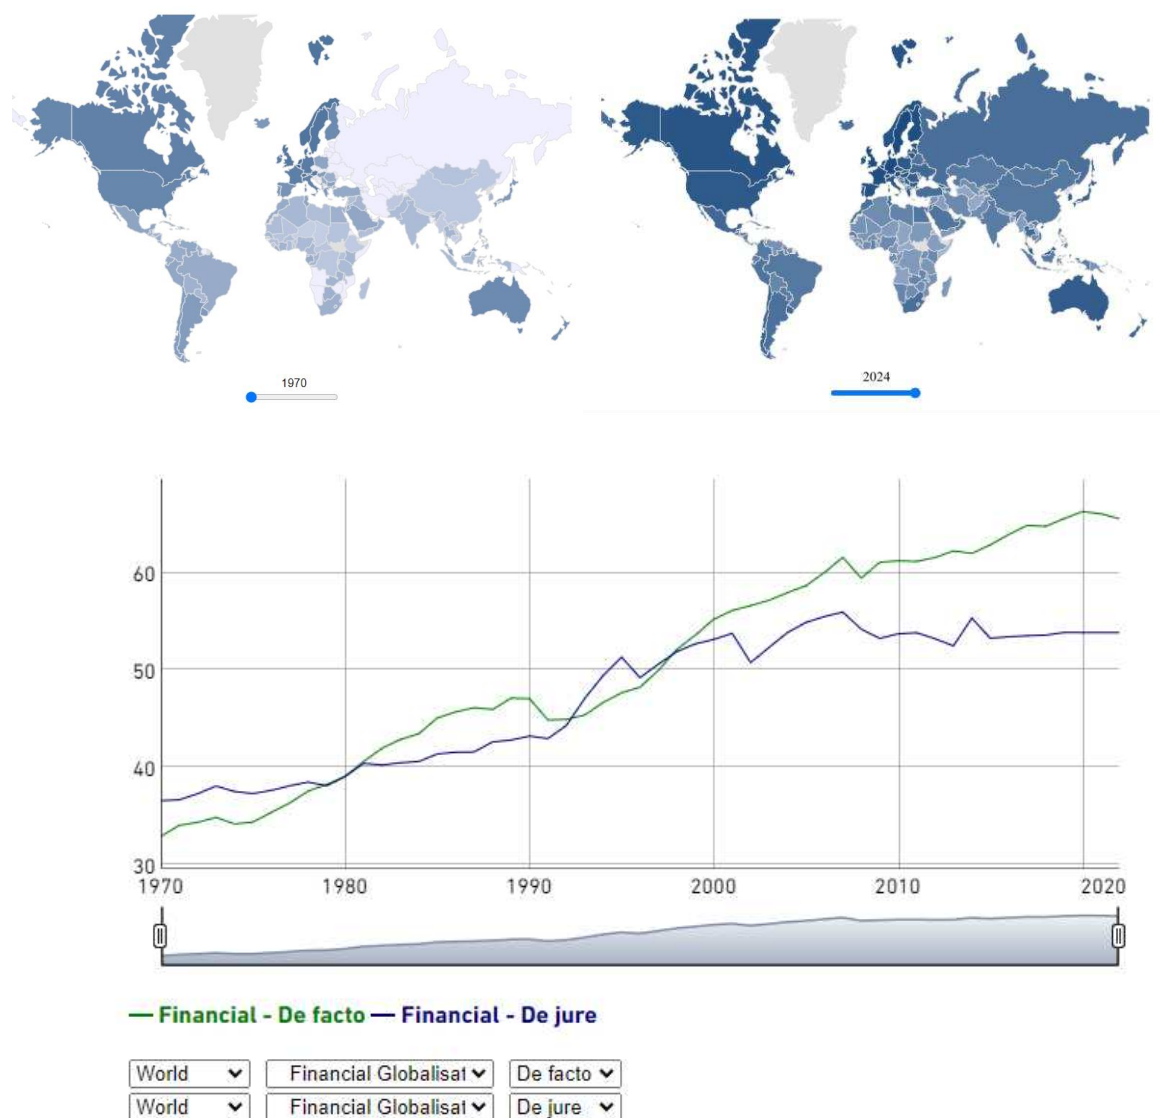 1970
2024
60
50
40
30
1970 1980 1990 2000 2010 2020
Financial - De facto Financial - De jure
World Financial Globalisat De facto
World Financial Globalisat De jure